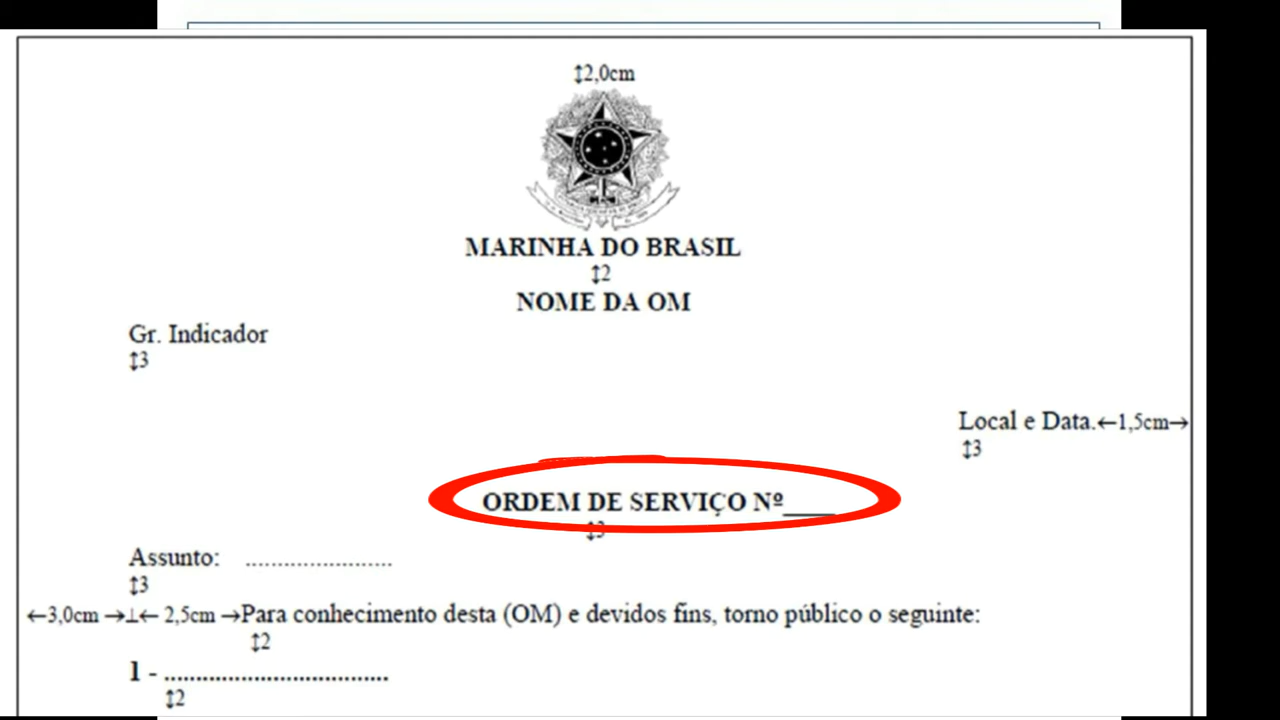 ↕2,0cm
MARINHA DO BRASIL
↕2
NOME DA OM
Gr. Indicador
↕3
Local e Data.←1,5cm→
↕3
ORDEM DE SERVIÇO Nº____
↕3
Assunto: .......................
↕3
←3,0cm →⊥← 2,5cm →Para conhecimento desta (OM) e devidos fins, torno público o seguinte:
↕2
1 - ...................................
↕2